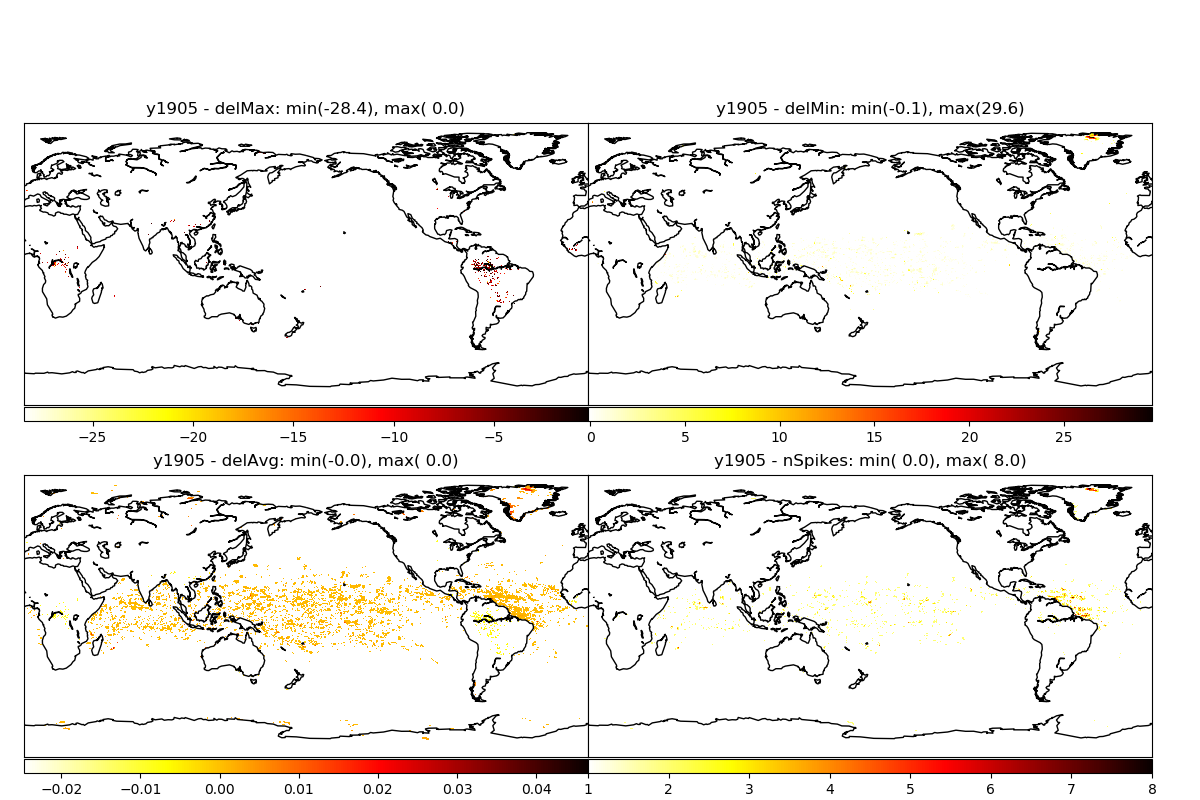 y1905 - delMax: min(-28.4), max( 0.0)
y1905 - delMin: min(-0.1), max(29.6)
−25 −20 −15 −10 −5
0 5 10 15 20 25
y1905 - delAvg: min(-0.0), max( 0.0)
y1905 - nSpikes: min( 0.0), max( 8.0)
−0.02 −0.01 0.00 0.01 0.02 0.03 0.04
1 2 3 4 5 6 7 8